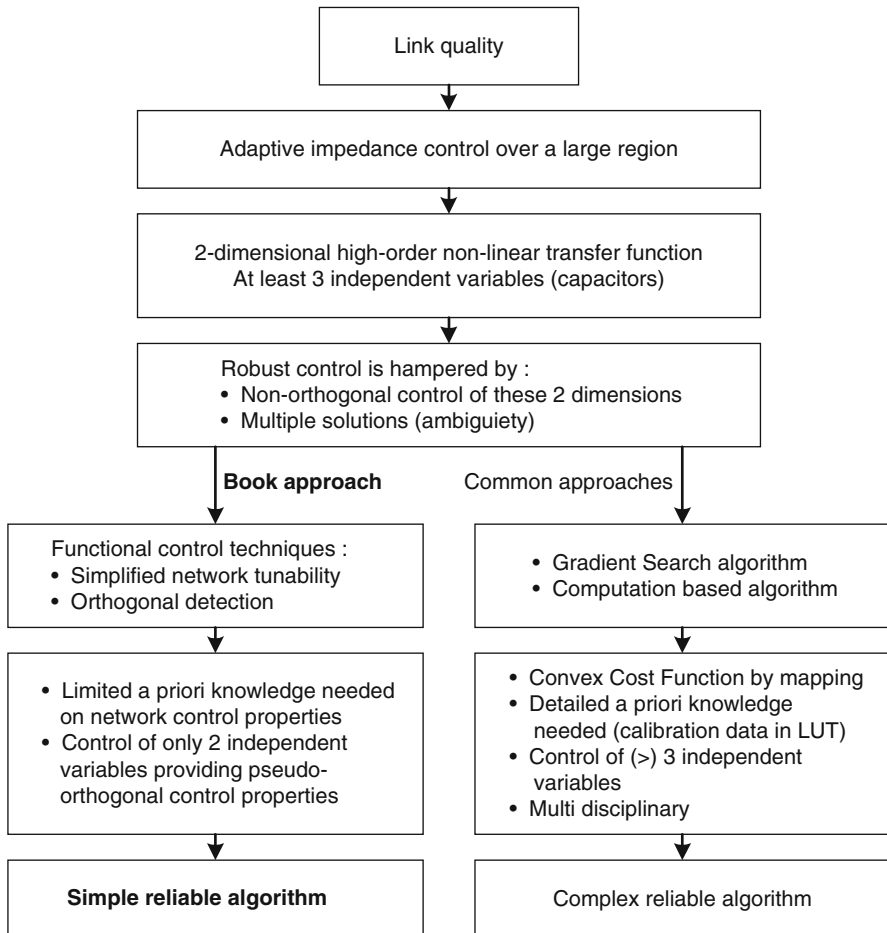 Link quality
Adaptive impedance control over a large region
2-dimensional high-order non-linear transfer function
At least 3 independent variables (capacitors)
Robust control is hampered by :
• Non-orthogonal control of these 2 dimensions
• Multiple solutions (ambiguiety)
Book approach
Common approaches
Functional control techniques :
• Simplified network tunability
• Orthogonal detection
• Gradient Search algorithm
• Computation based algorithm
• Limited a priori knowledge needed
on network control properties
• Control of only 2 independent
variables providing pseudo-
orthogonal control properties
• Convex Cost Function by mapping
• Detailed a priori knowledge
needed (calibration data in LUT)
• Control of (>) 3 independent
variables
• Multi disciplinary
Simple reliable algorithm
Complex reliable algorithm